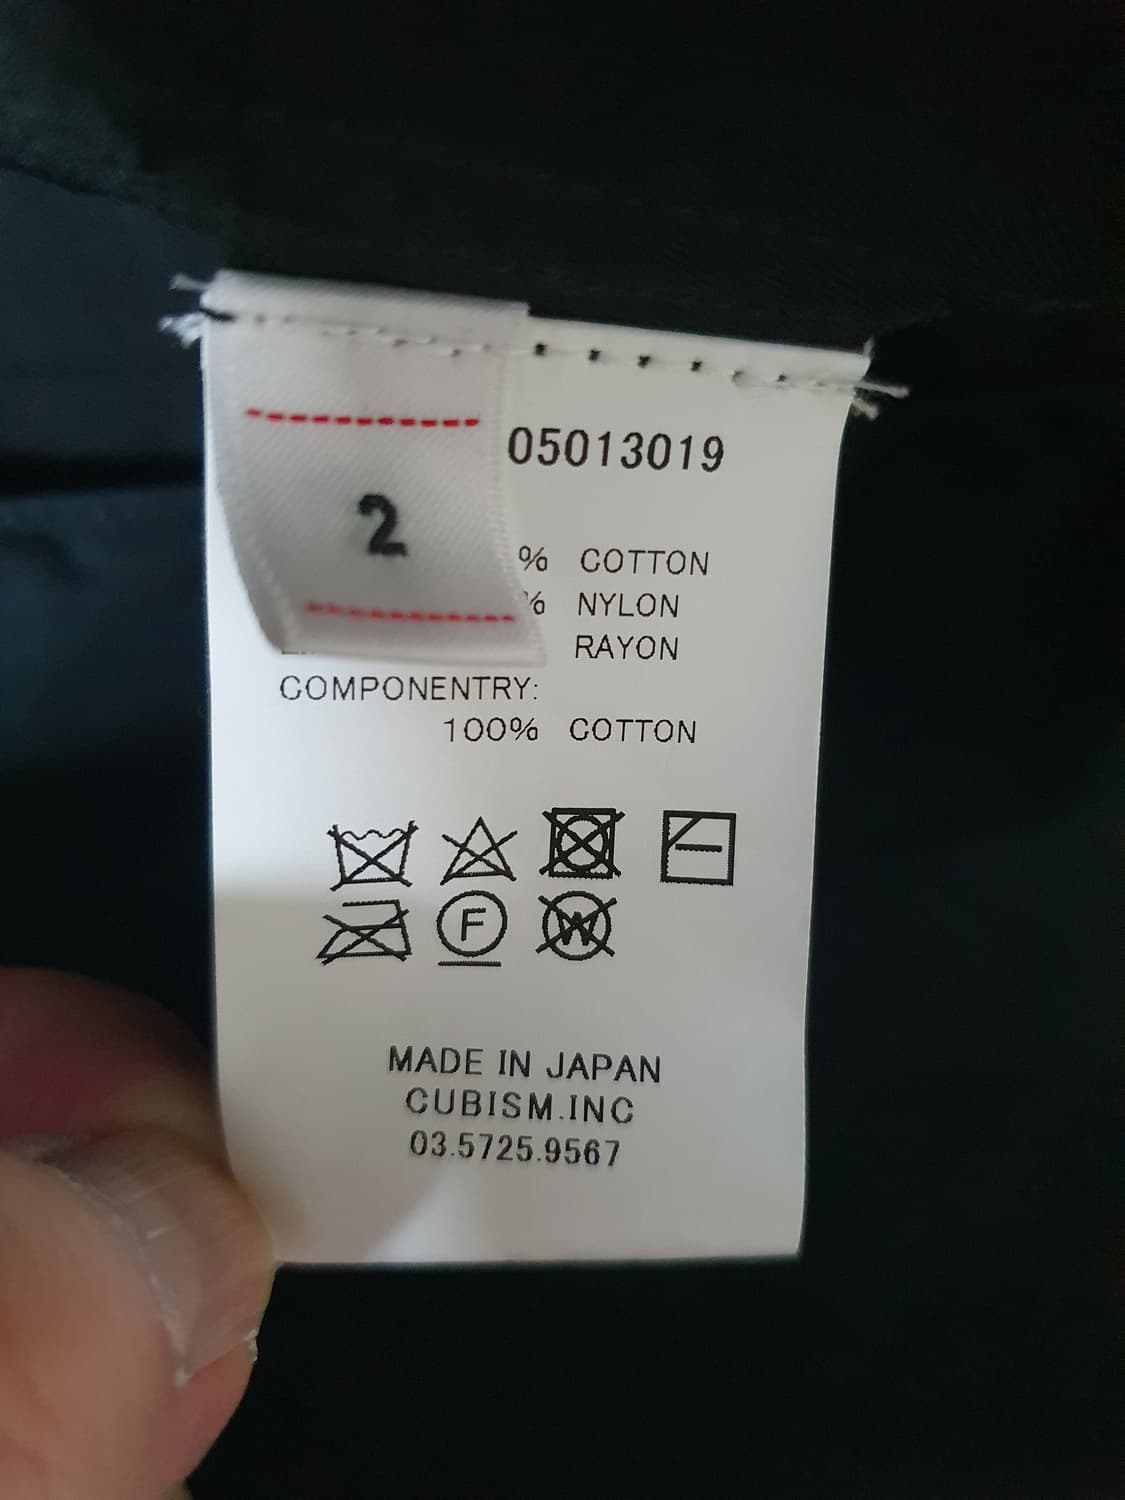 05013019
2
% COTTON
% NYLON
RAYON
COMPONENTRY:
100% COTTON
F
W
MADE IN JAPAN
CUBISM.INC
03.5725.9567